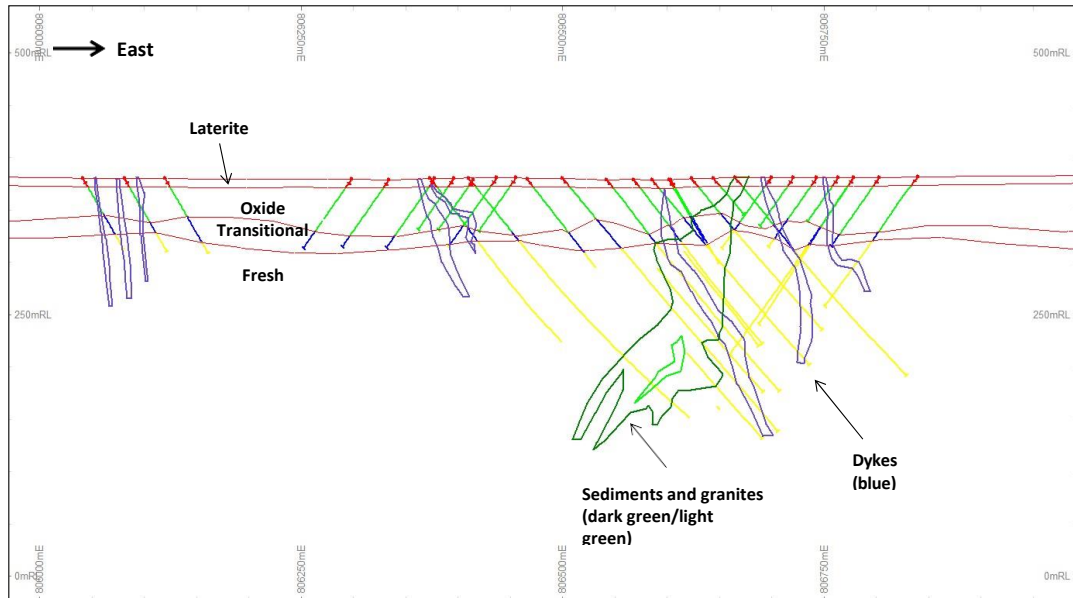 806000mE
806250mE
806500mE
806750mE
500mRL
East
500mRL
Laterite
Oxide
Transitional
Fresh
250mRL
250mRL
Dykes
(blue)
Sediments and granites
(dark green/light
green)
0mRL
0mRL
806000mE
806250mE
806500mE
806750mE